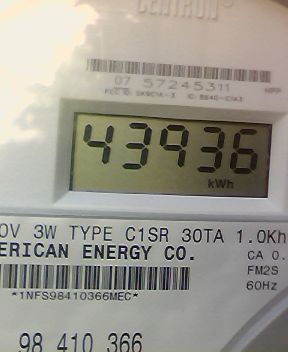 CENTRON®
07 57245311
43936
kWh
0V 3W TYPE C1SR 30TA 1.0Kh
ERICAN ENERGY CO.
CA 0.
FM2S
60Hz
*1NFS98410366MEC*
98 410 366